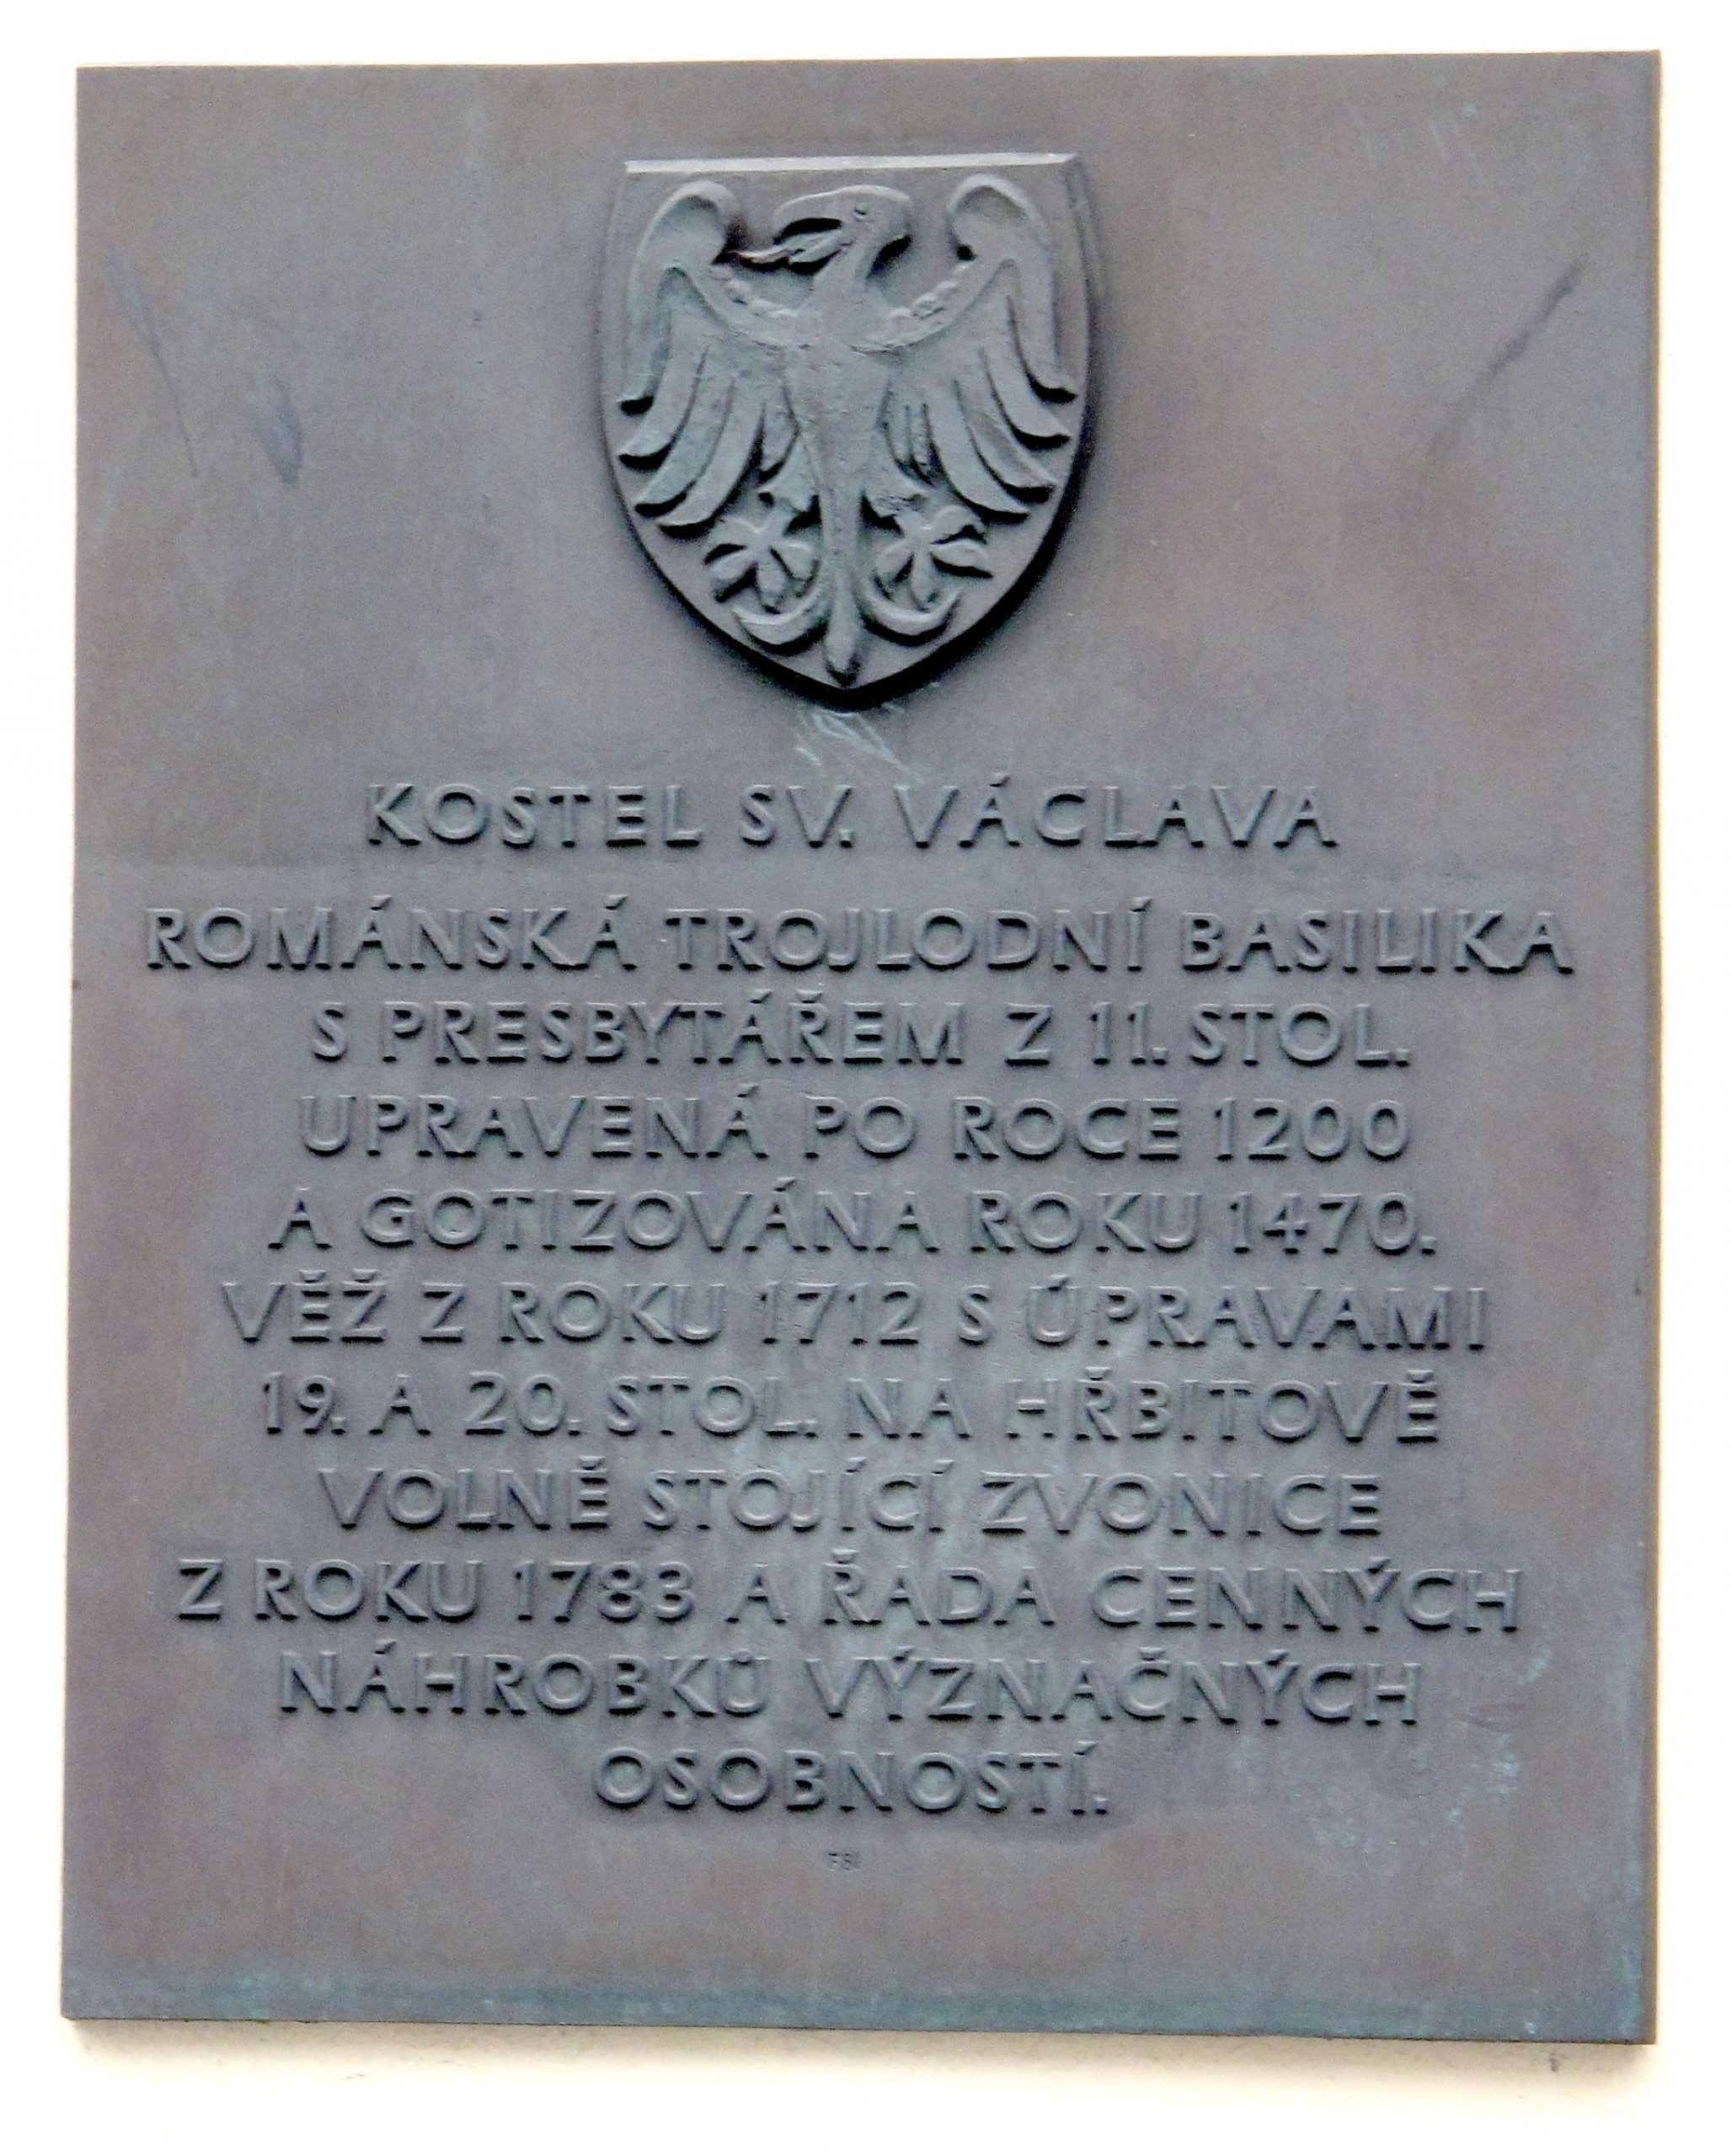 KOSTEL SV. VÁCLAVA
ROMÁNSKÁ TROJLODNÍ BASILIKA
S PRESBYTÁŘEM Z 11. STOL.
UPRAVENÁ PO ROCE 1200
A GOTIZOVÁNA ROKU 1470.
VĚŽ Z ROKU 1712 S ÚPRAVAMI
19. A 20. STOL. NA HŘBITOVĚ
VOLNĚ STOJÍCÍ ZVONICE
Z ROKU 1783 A ŘADA CENNÝCH
NÁHROBKŮ VÝZNAČNÝCH
OSOBNOSTÍ.